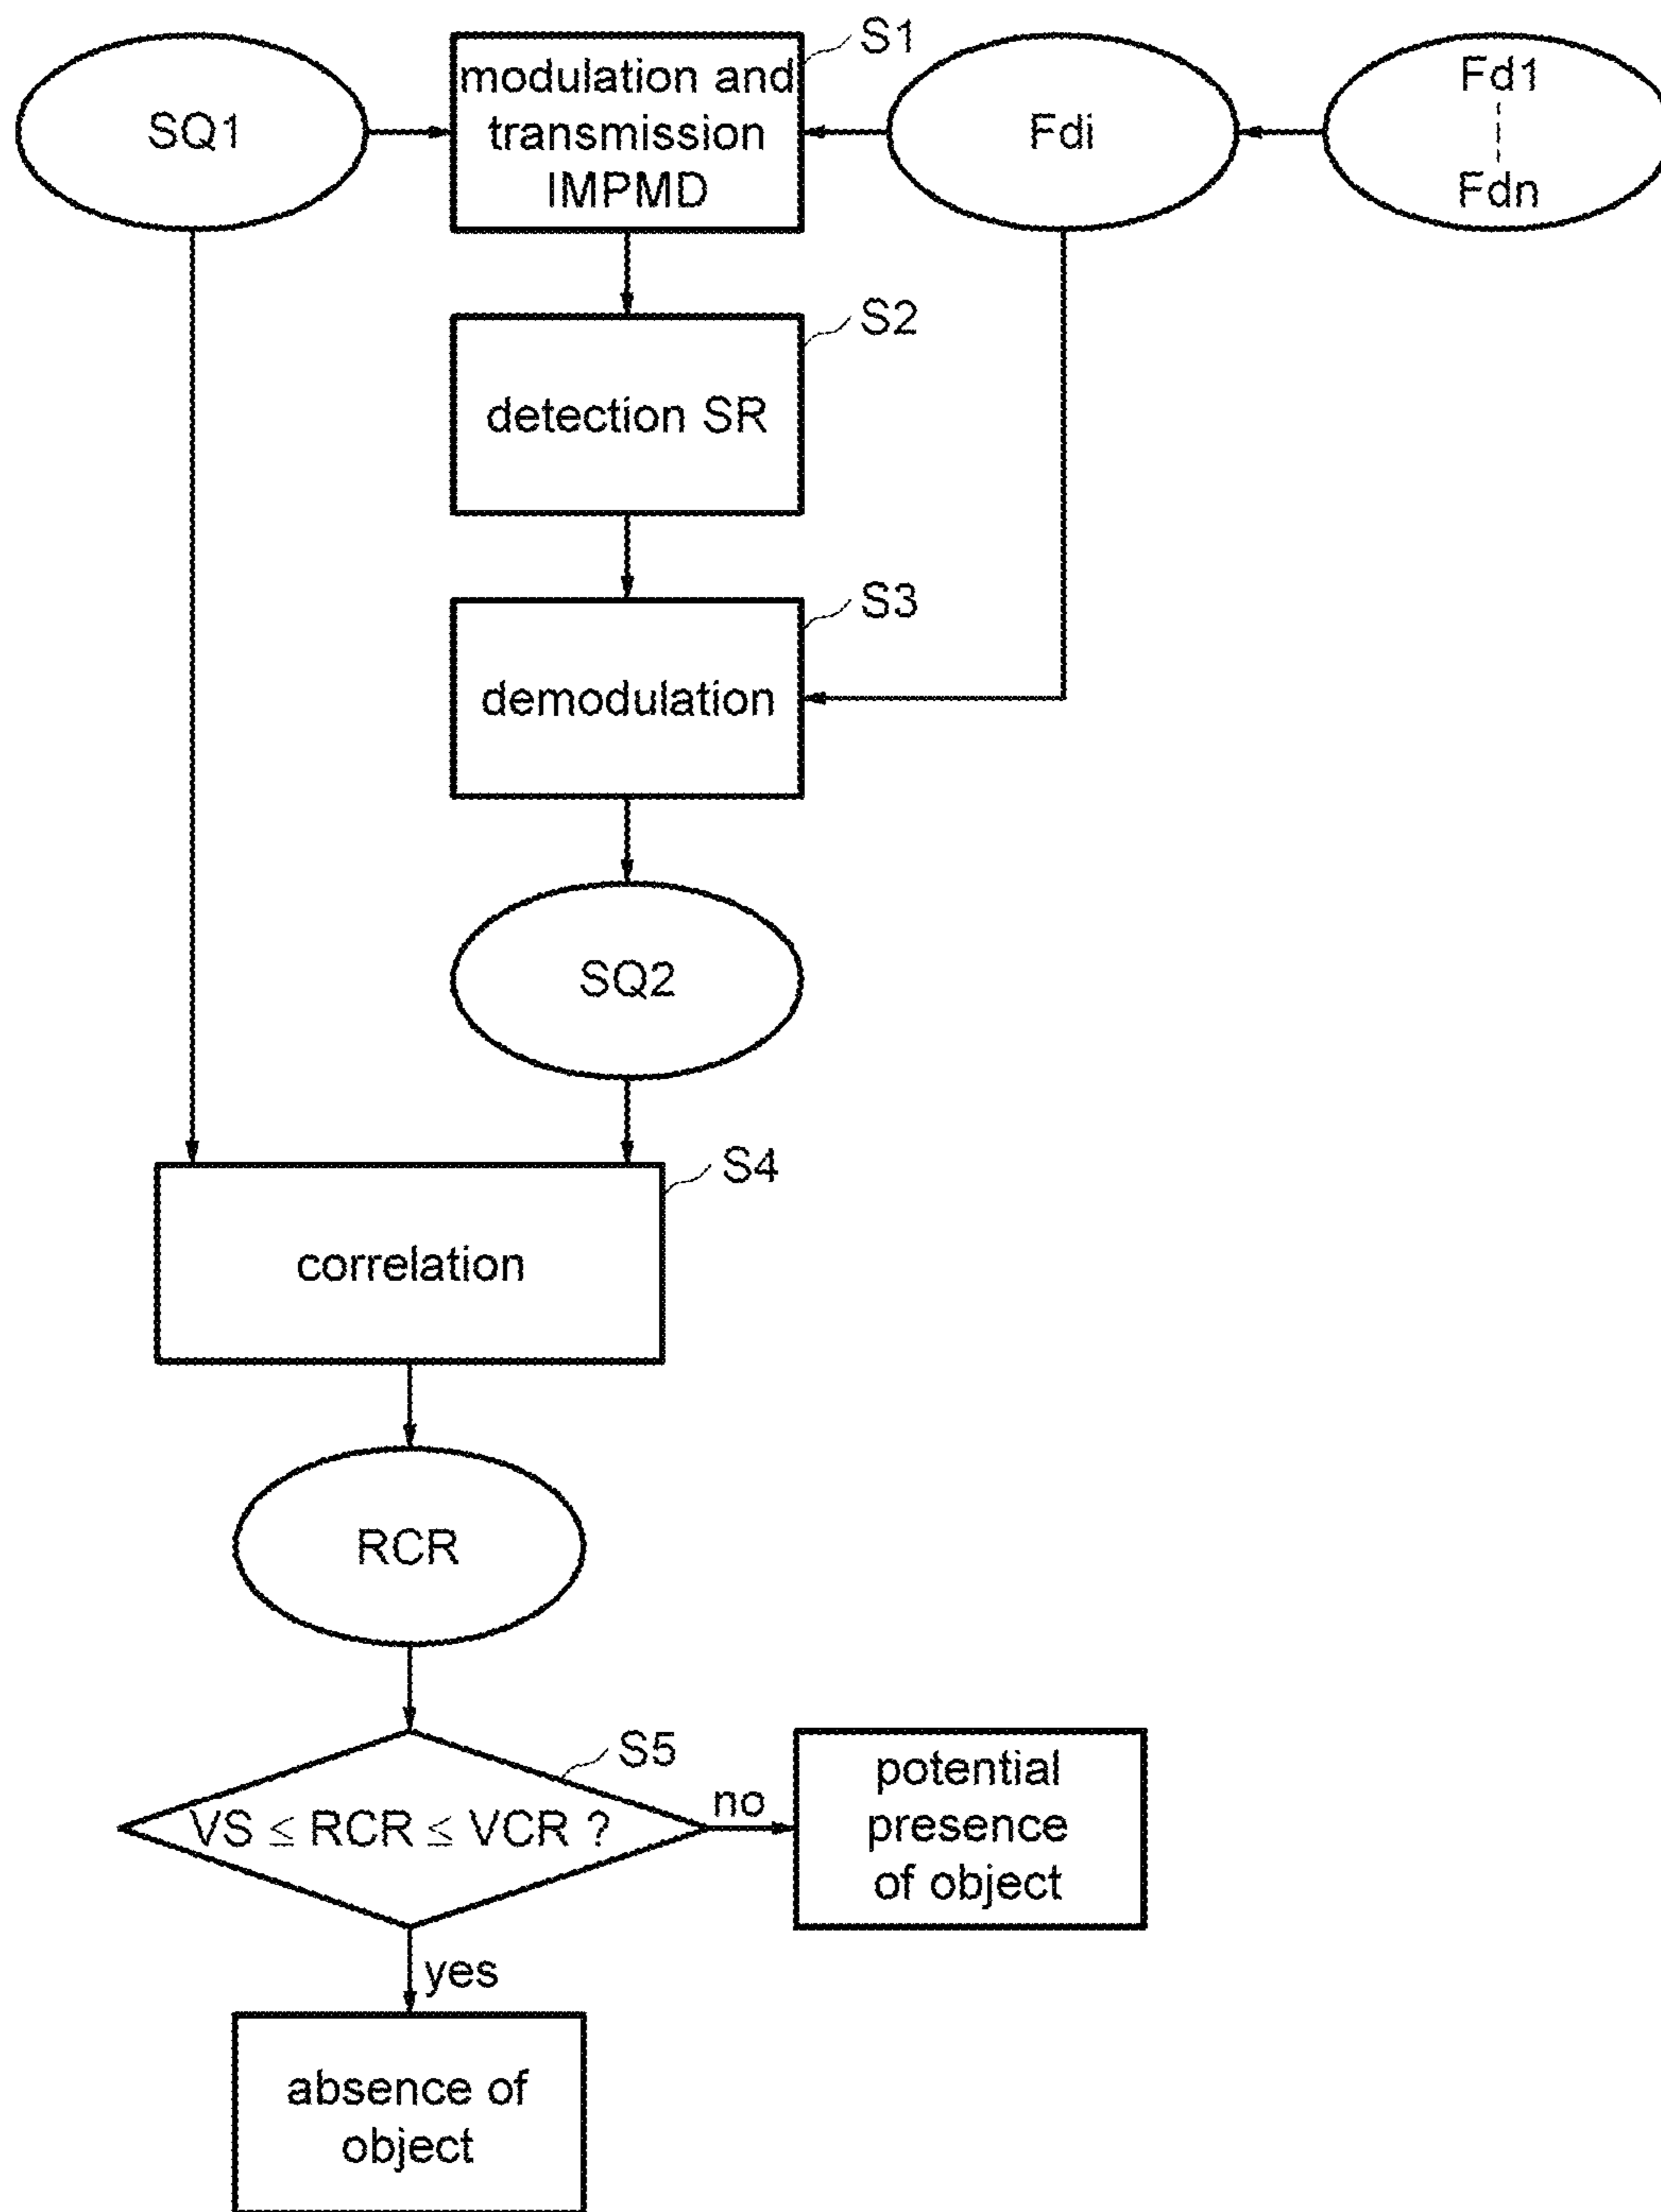 S1
SQ1
modulation and
transmission
IMPMD
Fdi
Fd1
Fdn
S2
detection SR
S3
demodulation
SQ2
S4
correlation
RCR
S5
VS ≤ RCR ≤ VCR ?
no
potential
presence
of object
yes
absence of
object